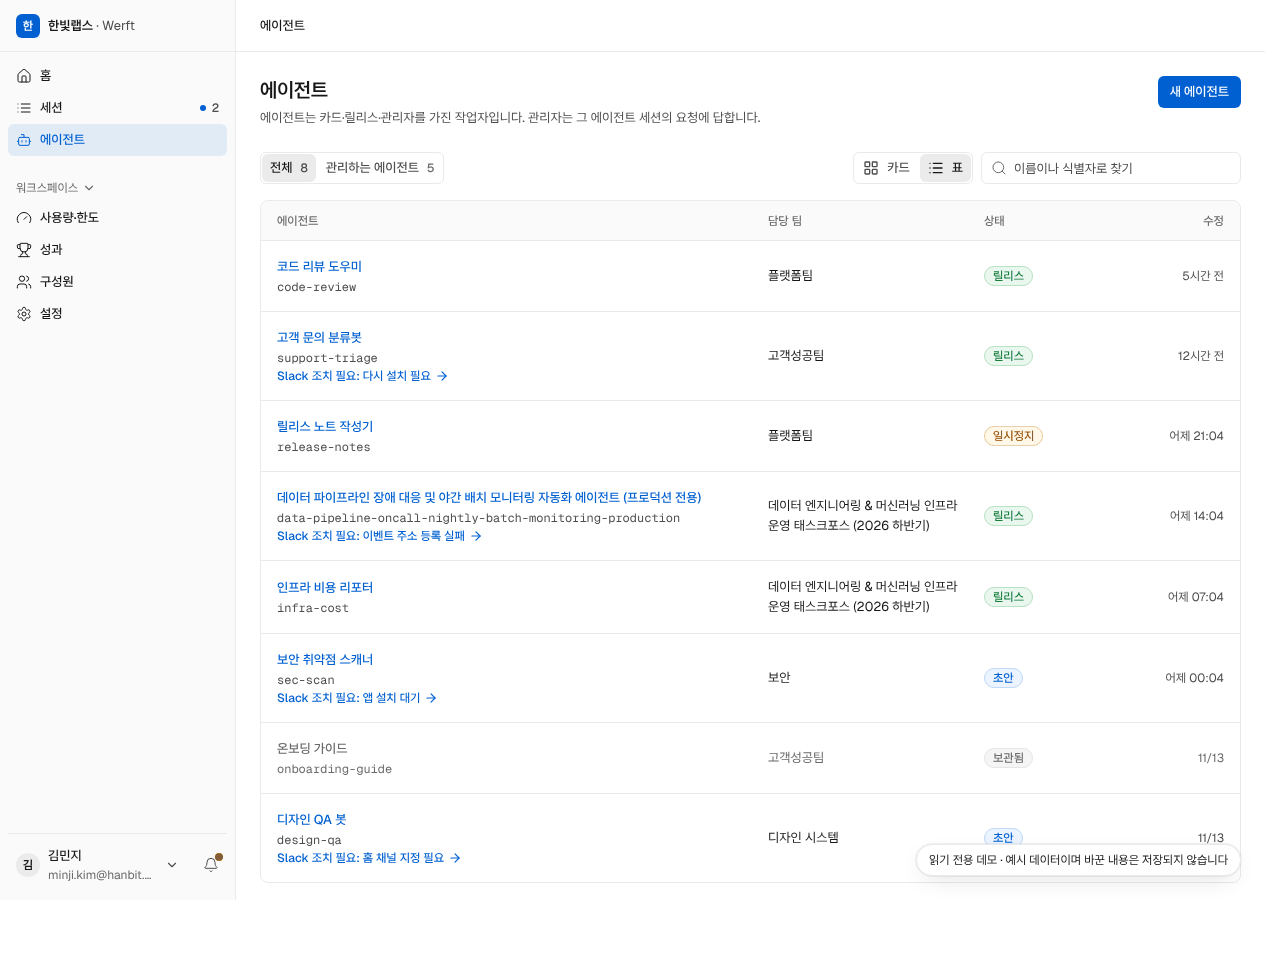 한 한빛랩스 · Werft
에이전트
홈
세션 2
에이전트
워크스페이스
사용량·한도
성과
구성원
설정
김 김민지
minji.kim@hanbit.…
에이전트
새 에이전트
에이전트는 카드·릴리스·관리자를 가진 작업자입니다. 관리자는 그 에이전트 세션의 요청에 답합니다.
전체 8 관리하는 에이전트 5 카드 표 이름이나 식별자로 찾기
에이전트 담당 팀 상태 수정
코드 리뷰 도우미
code-review
플랫폼팀 릴리스 5시간 전
고객 문의 분류봇
support-triage
Slack 조치 필요: 다시 설치 필요 →
고객성공팀 릴리스 12시간 전
릴리스 노트 작성기
release-notes
플랫폼팀 일시정지 어제 21:04
데이터 파이프라인 장애 대응 및 야간 배치 모니터링 자동화 에이전트 (프로덕션 전용)
data-pipeline-oncall-nightly-batch-monitoring-production
Slack 조치 필요: 이벤트 주소 등록 실패 →
데이터 엔지니어링 & 머신러닝 인프라
운영 태스크포스 (2026 하반기)
릴리스 어제 14:04
인프라 비용 리포터
infra-cost
데이터 엔지니어링 & 머신러닝 인프라
운영 태스크포스 (2026 하반기)
릴리스 어제 07:04
보안 취약점 스캐너
sec-scan
Slack 조치 필요: 앱 설치 대기 →
보안 초안 어제 00:04
온보딩 가이드
onboarding-guide
고객성공팀 보관됨 11/13
디자인 QA 봇
design-qa
Slack 조치 필요: 홈 채널 지정 필요 →
디자인 시스템 초안 11/13
읽기 전용 데모 · 예시 데이터이며 바꾼 내용은 저장되지 않습니다